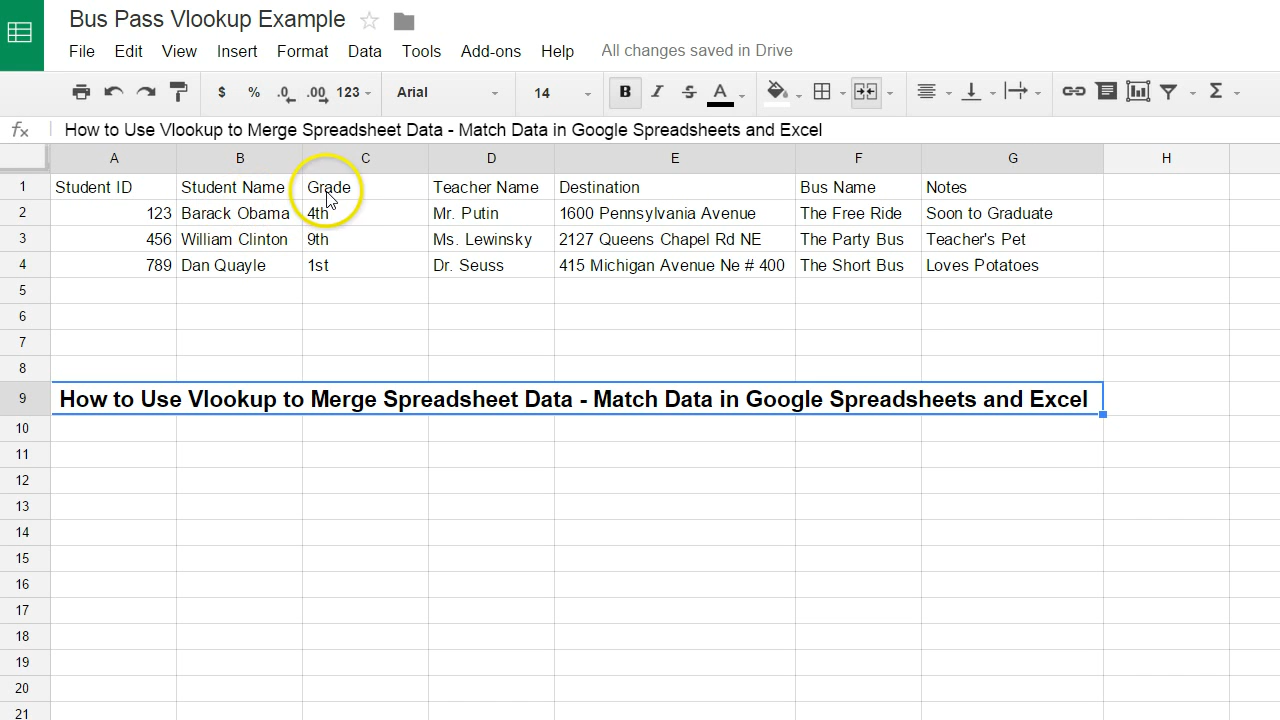 Bus Pass Vlookup Example
File Edit View Insert Format Data Tools Add-ons Help All changes saved in Drive
$ % .0 .00 123 Arial 14 B I S A Σ
fx How to Use Vlookup to Merge Spreadsheet Data - Match Data in Google Spreadsheets and Excel
A B C D E F G H
1 Student ID Student Name Grade Teacher Name Destination Bus Name Notes
2 123 Barack Obama 4th Mr. Putin 1600 Pennsylvania Avenue The Free Ride Soon to Graduate
3 456 William Clinton 9th Ms. Lewinsky 2127 Queens Chapel Rd NE The Party Bus Teacher's Pet
4 789 Dan Quayle 1st Dr. Seuss 415 Michigan Avenue Ne # 400 The Short Bus Loves Potatoes
5
6
7
8
9 How to Use Vlookup to Merge Spreadsheet Data - Match Data in Google Spreadsheets and Excel
10
11
12
13
14
15
16
17
18
19
20
21